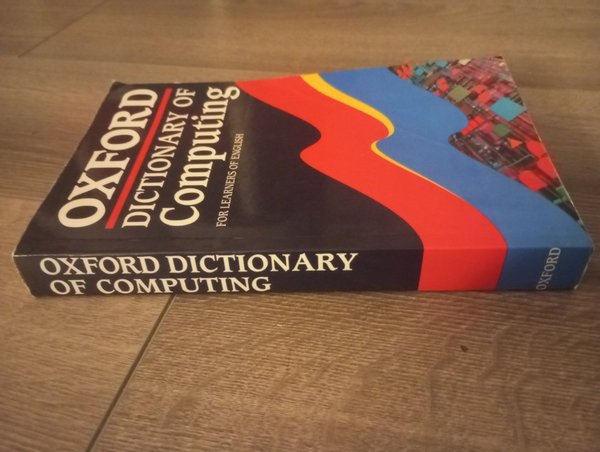 OXFORD
DICTIONARY OF
Computing
FOR LEARNERS OF ENGLISH
OXFORD DICTIONARY
OF COMPUTING
OXFORD